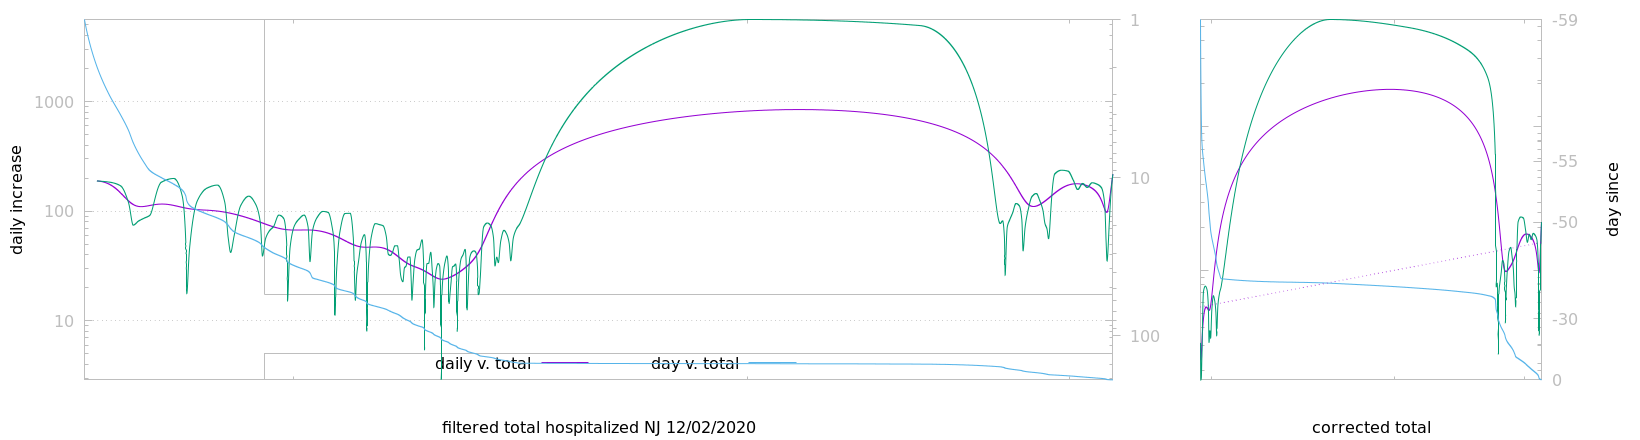 daily increase
1000
100
10
1
10
100
daily v. total
day v. total
filtered total hospitalized NJ 12/02/2020
-59
-55
-50
-30
0
day since
corrected total